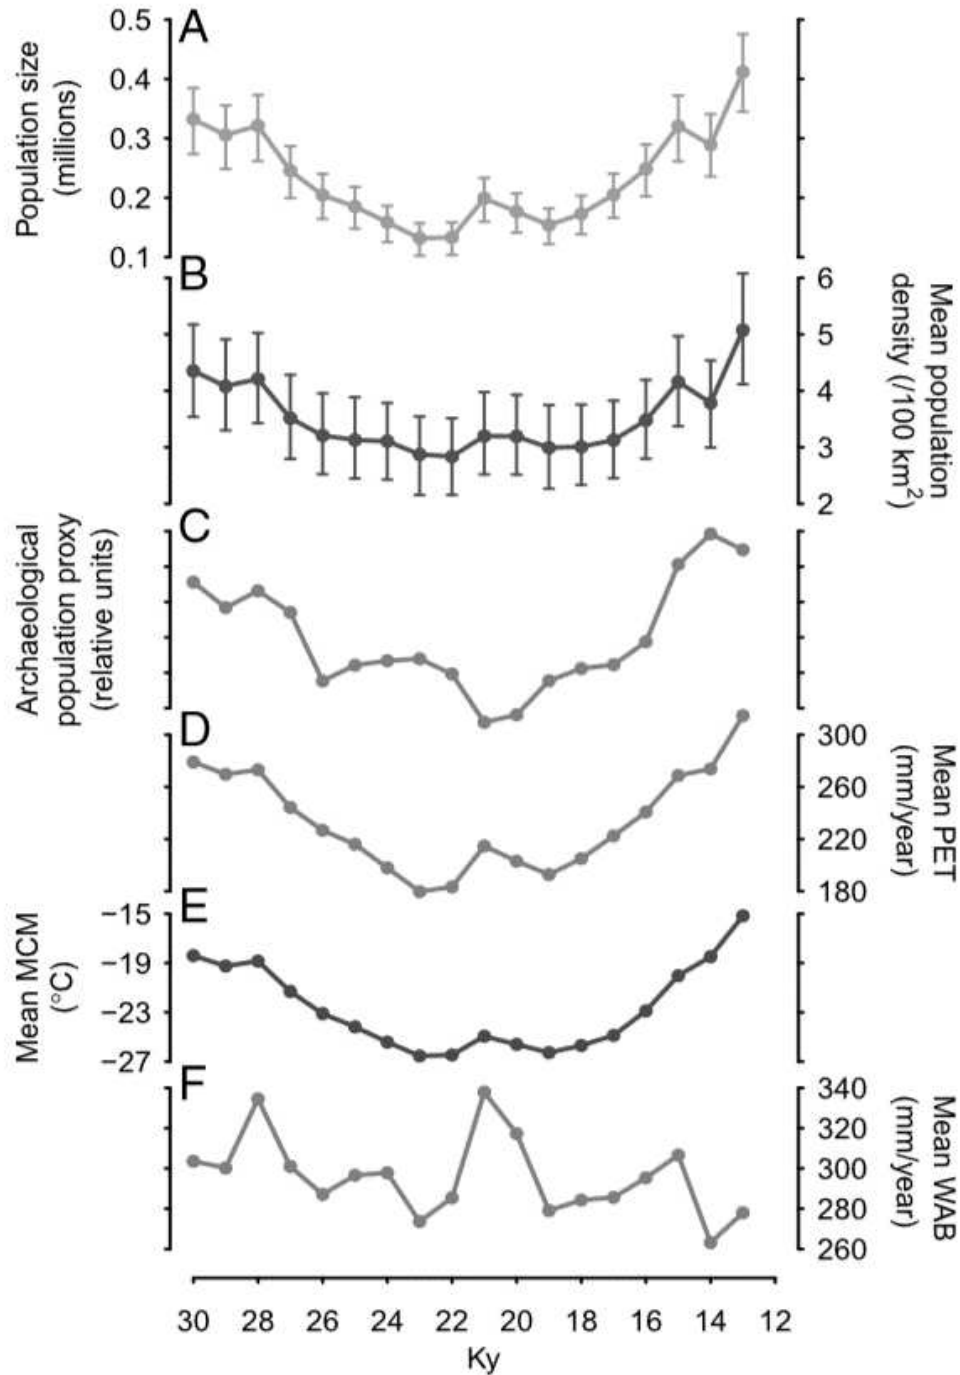 A
0.5
0.4
0.3
0.2
0.1
Population size
(millions)
B
6
5
4
3
2
Mean population
density (/100 km²)
C
Archaeological
population proxy
(relative units)
D
300
260
220
180
Mean PET
(mm/year)
E
−15
−19
−23
−27
Mean MCM
(°C)
F
340
320
300
280
260
Mean WAB
(mm/year)
30 28 26 24 22 20 18 16 14 12
Ky